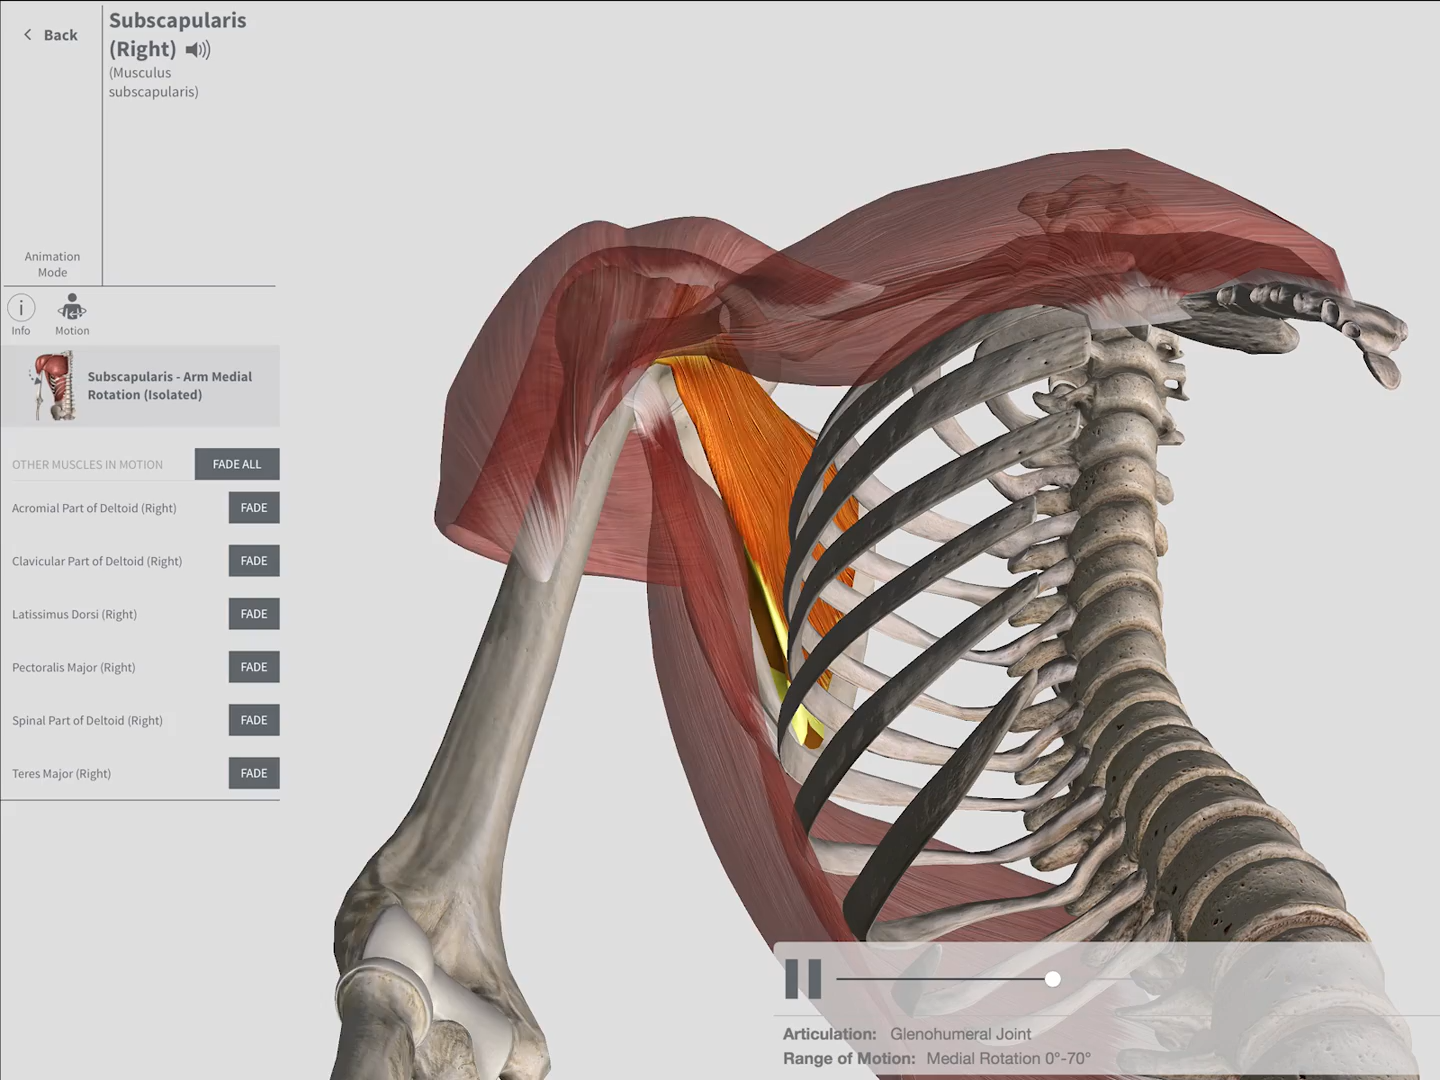 Back
Subscapularis
(Right)
(Musculus
subscapularis)
Animation
Mode
Info
Motion
Subscapularis - Arm Medial
Rotation (Isolated)
OTHER MUSCLES IN MOTION FADE ALL
Acromial Part of Deltoid (Right) FADE
Clavicular Part of Deltoid (Right) FADE
Latissimus Dorsi (Right) FADE
Pectoralis Major (Right) FADE
Spinal Part of Deltoid (Right) FADE
Teres Major (Right) FADE
Articulation: Glenohumeral Joint
Range of Motion: Medial Rotation 0°-70°